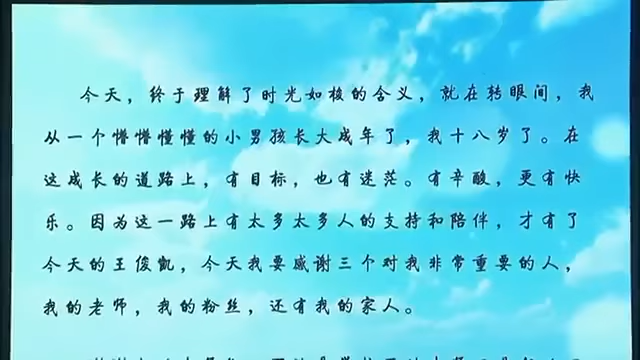 今天，终于理解了时光如梭的含义，就在转眼间，我
从一个懵懵懂懂的小男孩长大成年了，我十八岁了。在
这成长的道路上，有目标，也有迷茫。有辛酸，更有快
乐。因为这一路上有太多太多人的支持和陪伴，才有了
今天的王俊凯，今天我要感谢三个对我非常重要的人，
我的老师，我的粉丝，还有我的家人。